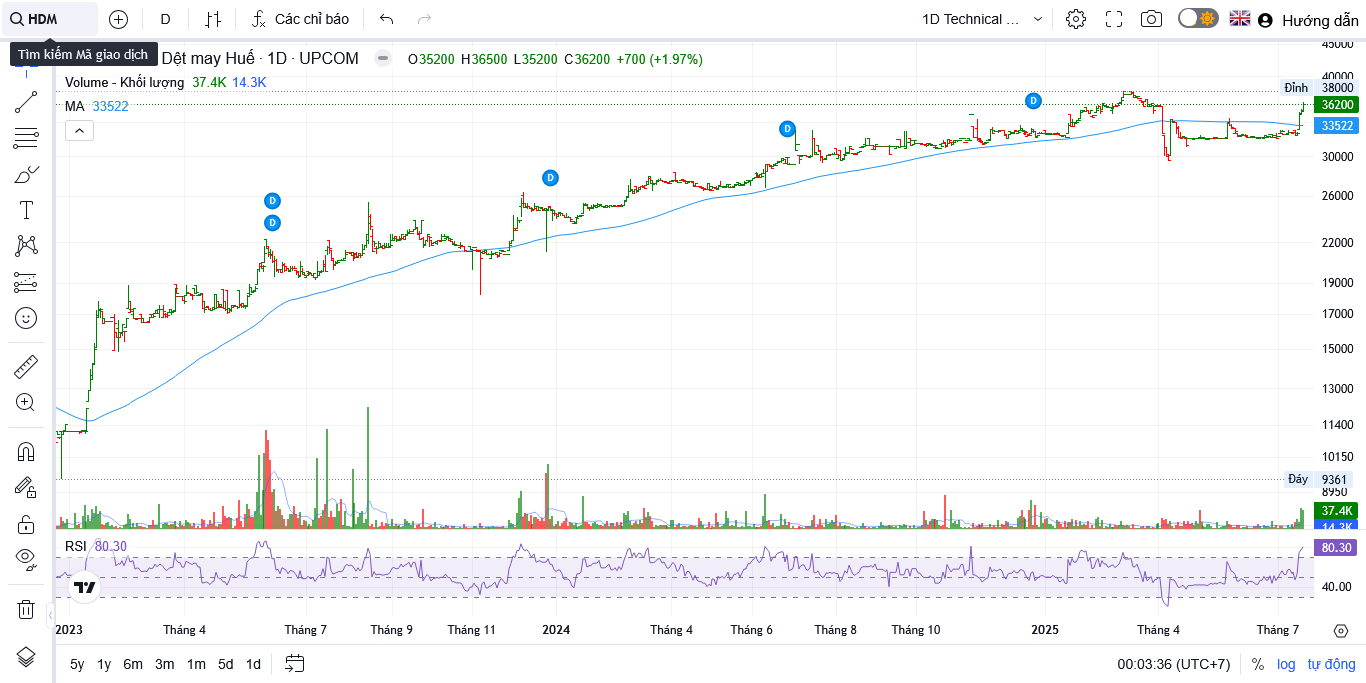 HDM
D
Các chỉ báo
1D Technical ...
Hướng dẫn
Tìm kiếm Mã giao dịch
Dệt may Huế · 1D · UPCOM
O35200 H36500 L35200 C36200 +700 (+1.97%)
Volume - Khối lượng 37.4K 14.3K
MA 33522
45000
40000
Đỉnh 38000
36200
33522
30000
26000
22000
19000
17000
15000
13000
11400
10150
Đáy 9361
8950
37.4K
14.3K
D
D
D
D
D
RSI 80.30
80.30
40.00
2023 Tháng 4 Tháng 7 Tháng 9 Tháng 11 2024 Tháng 4 Tháng 6 Tháng 8 Tháng 10 2025 Tháng 4 Tháng 7
5y 1y 6m 3m 1m 5d 1d
00:03:36 (UTC+7) % log tự động